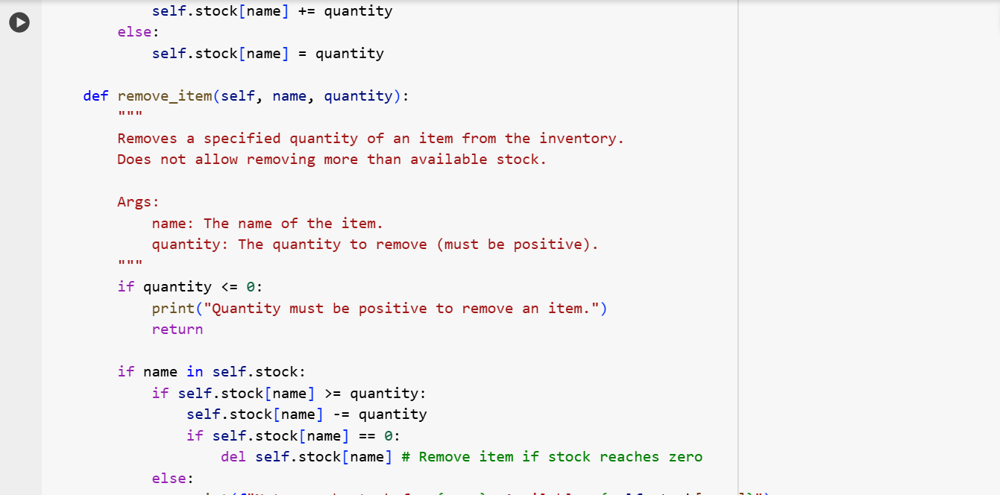 self.stock[name] += quantity
else:
self.stock[name] = quantity
def remove_item(self, name, quantity):
"""
Removes a specified quantity of an item from the inventory.
Does not allow removing more than available stock.
Args:
name: The name of the item.
quantity: The quantity to remove (must be positive).
"""
if quantity <= 0:
print("Quantity must be positive to remove an item.")
return
if name in self.stock:
if self.stock[name] >= quantity:
self.stock[name] -= quantity
if self.stock[name] == 0:
del self.stock[name] # Remove item if stock reaches zero
else: